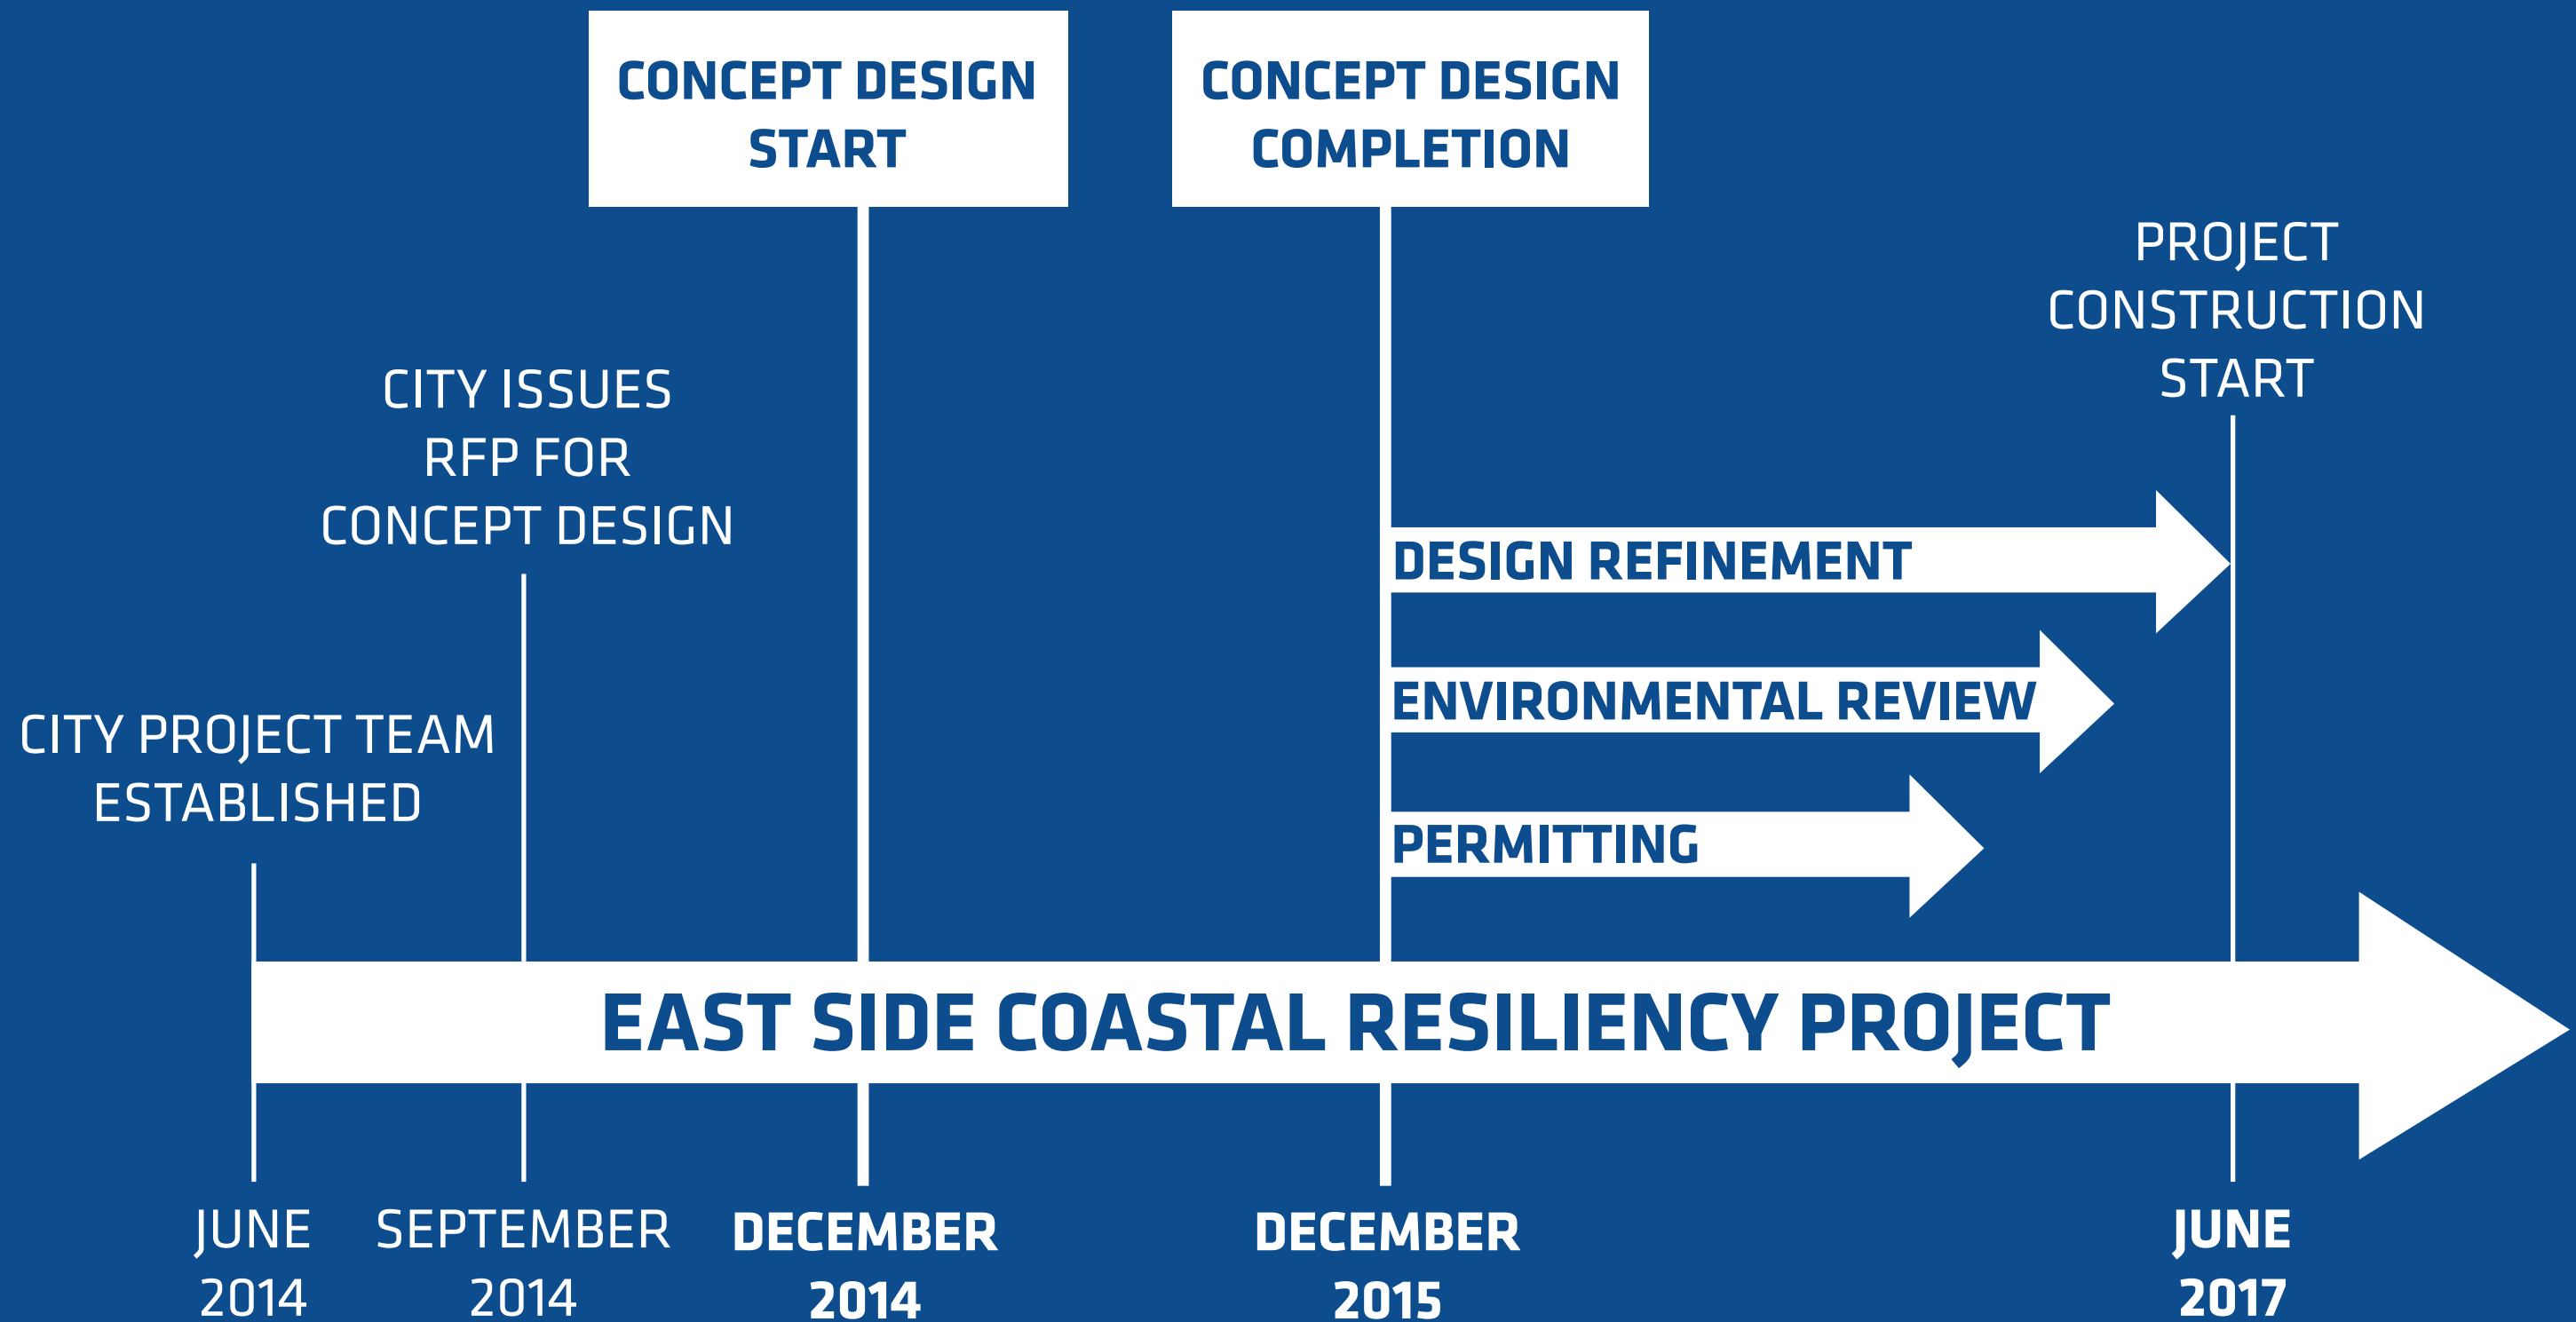 CONCEPT DESIGN
START
CONCEPT DESIGN
COMPLETION
PROJECT
CONSTRUCTION
START
CITY ISSUES
RFP FOR
CONCEPT DESIGN
CITY PROJECT TEAM
ESTABLISHED
DESIGN REFINEMENT
ENVIRONMENTAL REVIEW
PERMITTING
EAST SIDE COASTAL RESILIENCY PROJECT
JUNE
2014
SEPTEMBER
2014
DECEMBER
2014
DECEMBER
2015
JUNE
2017